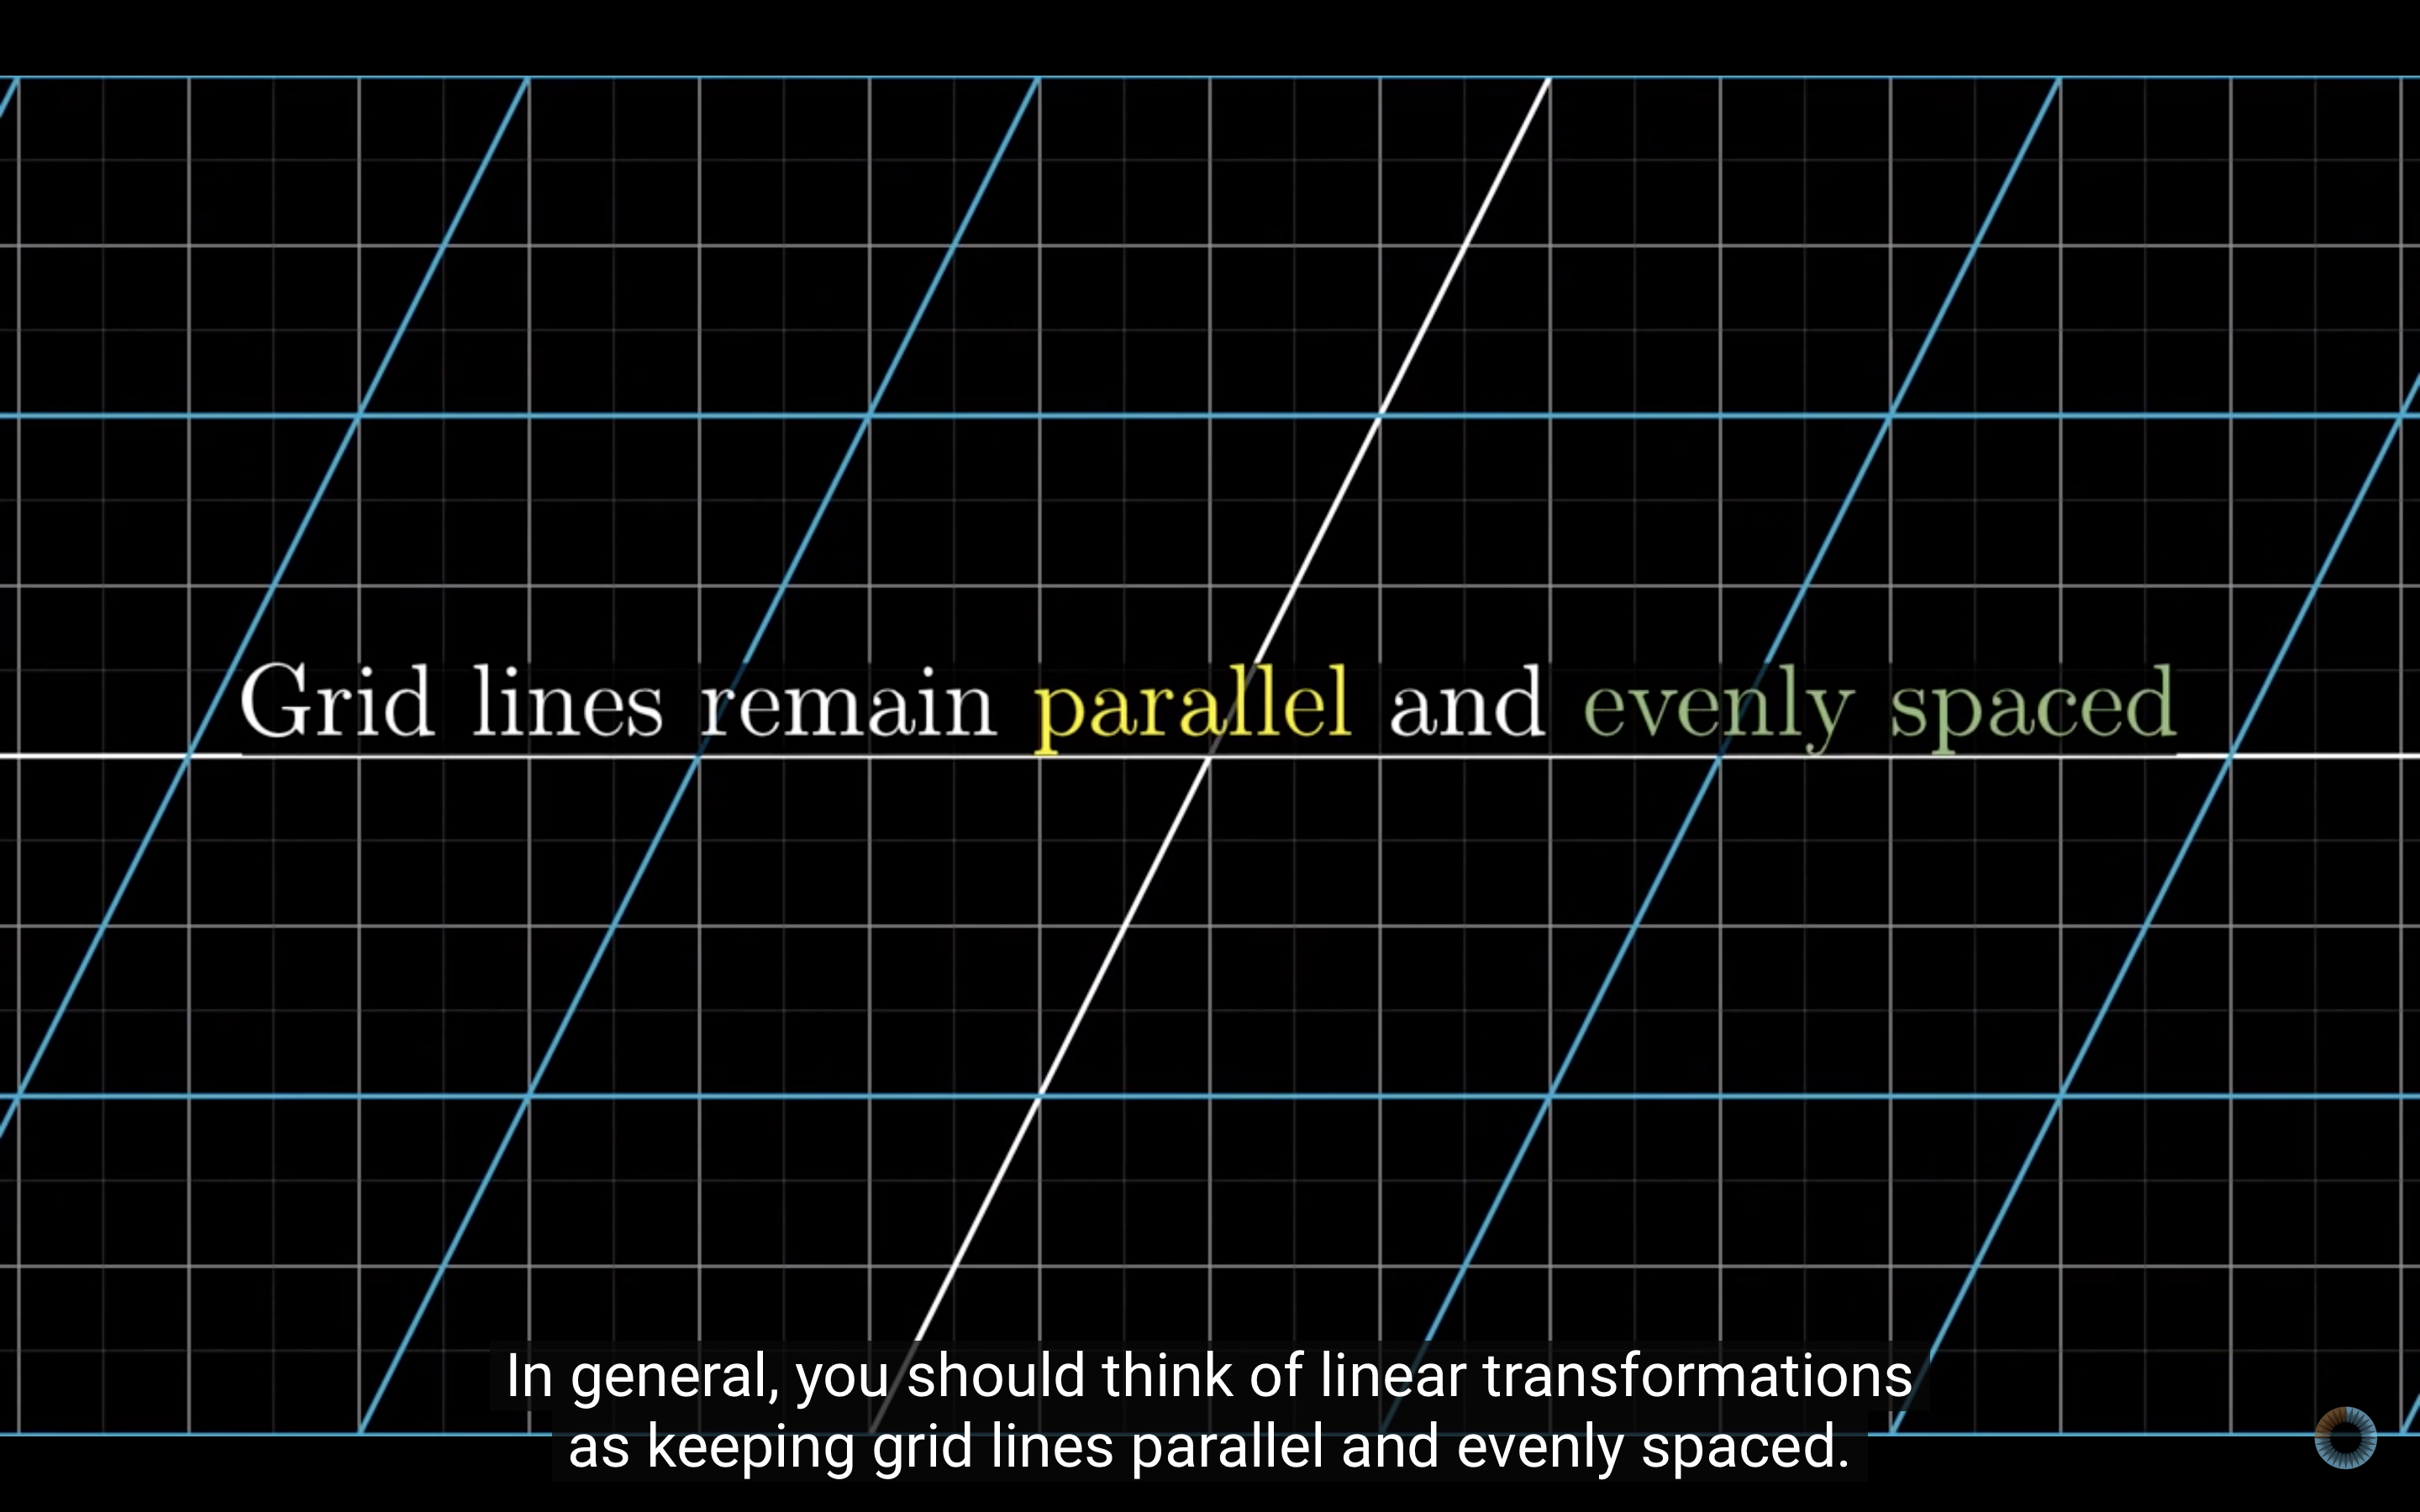 Grid lines remain parallel and evenly spaced
In general, you should think of linear transformations
as keeping grid lines parallel and evenly spaced.